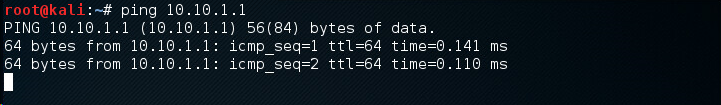 root@kali:~# ping 10.10.1.1
PING 10.10.1.1 (10.10.1.1) 56(84) bytes of data.
64 bytes from 10.10.1.1: icmp_seq=1 ttl=64 time=0.141 ms
64 bytes from 10.10.1.1: icmp_seq=2 ttl=64 time=0.110 ms